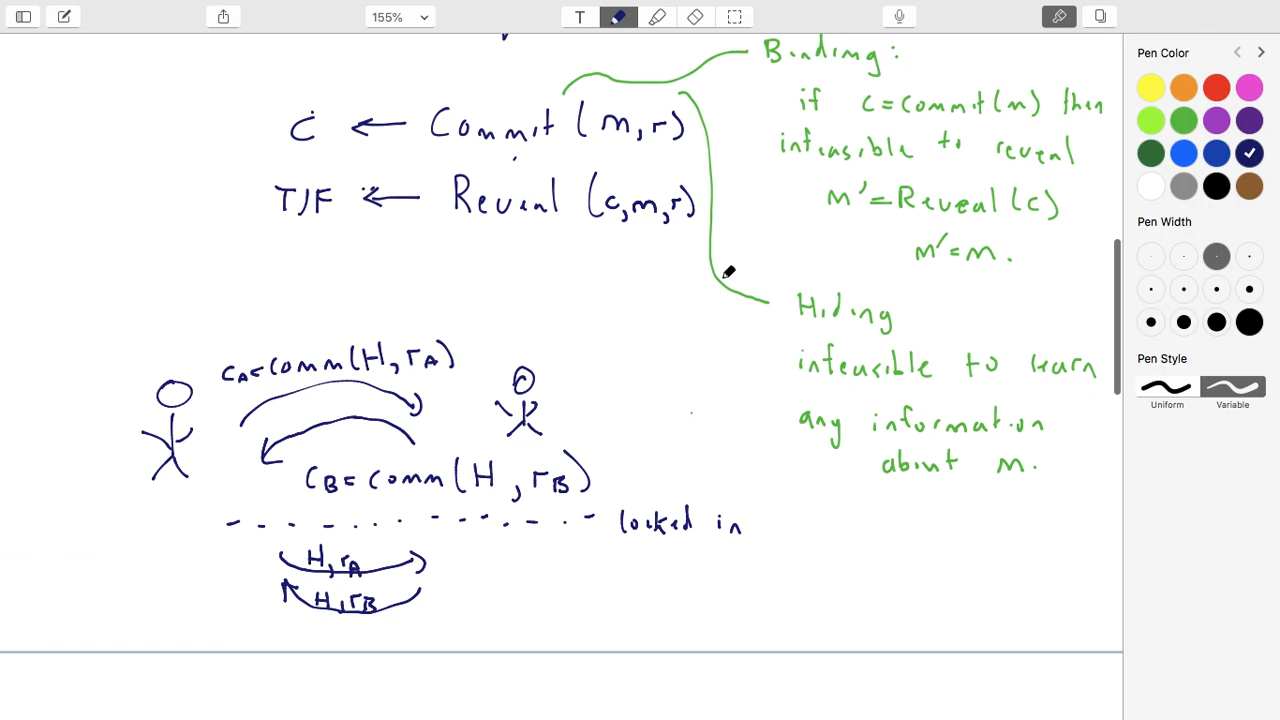 155%
T
Pen Color
Pen Width
Pen Style
Uniform
Variable
Binding:
if c=commit(m) then
infeasible to reveal
m'=Reveal(c)
m'=m.
C ← Commit (m,r)
T/F ← Reveal (c,m,r)
Hiding
infeasible to learn
any information
about m.
CA=comm(H, rA)
CB= comm(H, rB)
locked in
H, rA
H, rB